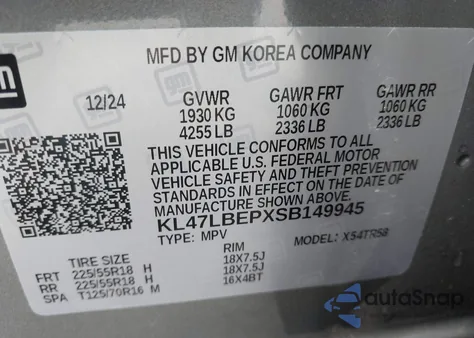 gm
MFD BY GM KOREA COMPANY
12/24 GVWR GAWR FRT GAWR RR
1930 KG 1060 KG 1060 KG
4255 LB 2336 LB 2336 LB
THIS VEHICLE CONFORMS TO ALL
APPLICABLE U.S. FEDERAL MOTOR
VEHICLE SAFETY AND THEFT PREVENTION
STANDARDS IN EFFECT ON THE DATE OF
MANUFACTURE SHOWN ABOVE.
KL47LBEPXSB149945
TYPE: MPV MODEL: X54TR58
TIRE SIZE RIM
FRT 225/55R18 H 18X7.5J
RR 225/55R18 H 18X7.5J
SPA T125/70R16 M 16X4BT
autoSnap